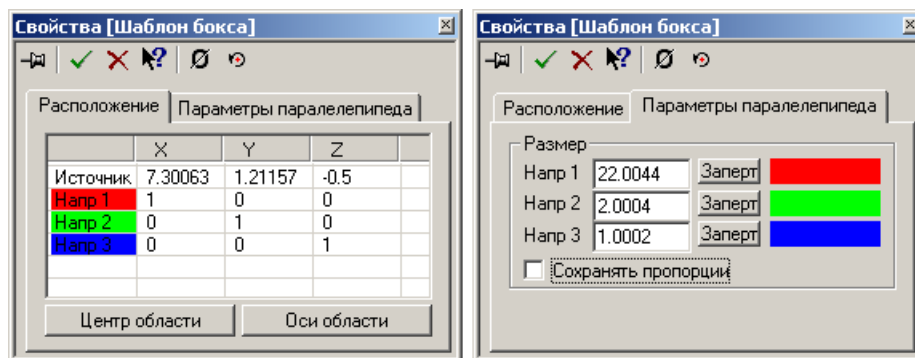 Свойства [Шаблон бокса]
Расположение Параметры паралелепипеда
X Y Z
Источник 7.30063 1.21157 -0.5
Напр 1 1 0 0
Напр 2 0 1 0
Напр 3 0 0 1
Центр области Оси области
Свойства [Шаблон бокса]
Расположение Параметры паралелепипеда
Размер
Напр 1 22.0044 Заперт
Напр 2 2.0004 Заперт
Напр 3 1.0002 Заперт
Сохранять пропорции